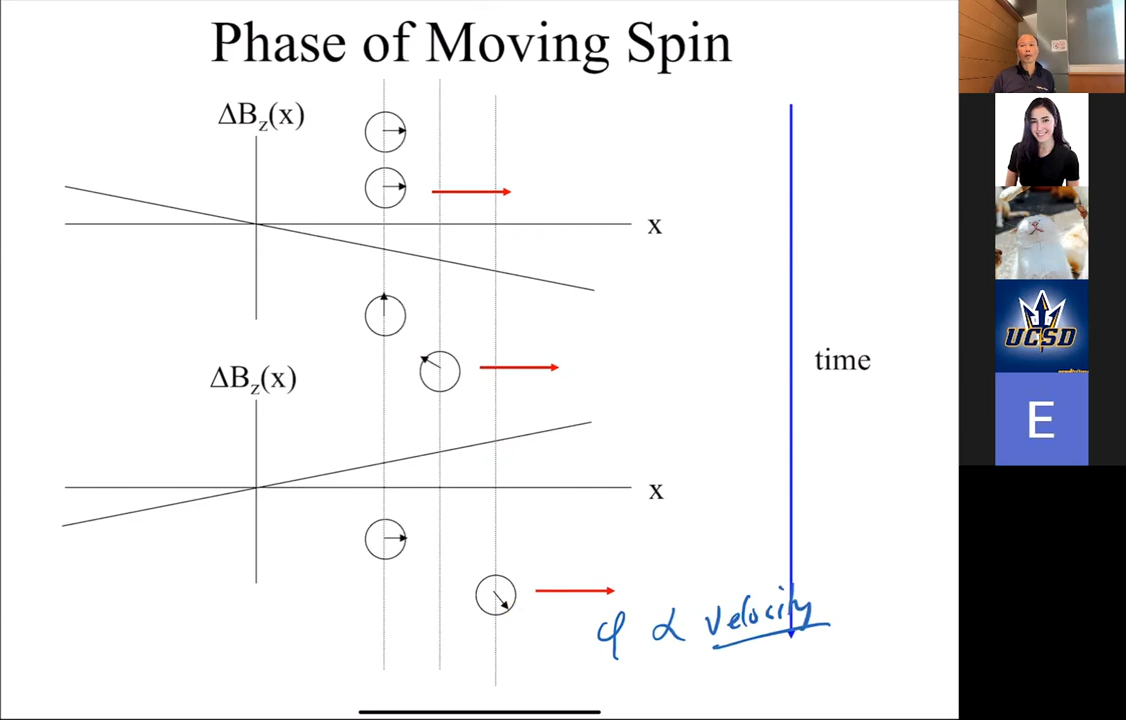 Phase of Moving Spin
ΔB_z(x)
x
time
ΔB_z(x)
x
φ ∝ velocity
UCSD
E